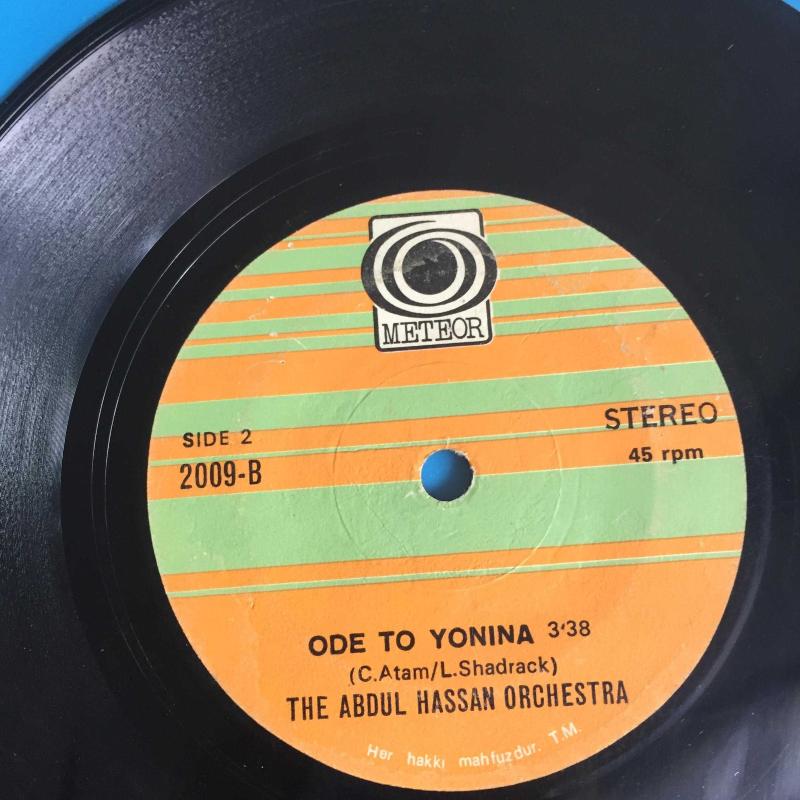 METEOR
SIDE 2
2009-B
STEREO
45 rpm
ODE TO YONINA 3'38
(C.Atam/L.Shadrack)
THE ABDUL HASSAN ORCHESTRA
Her hakki mahfuzdur. T.M.